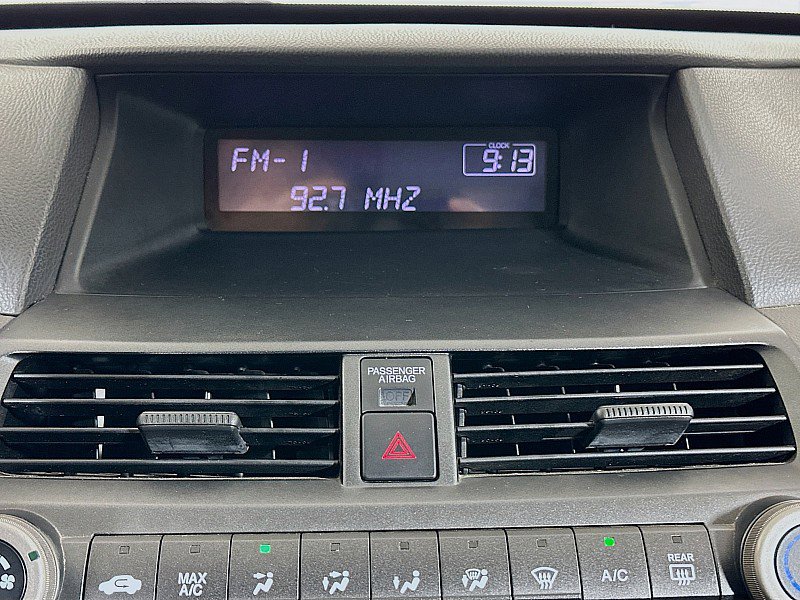 FM-1
CLOCK
9:13
92.7 MHZ
PASSENGER
AIRBAG
OFF
MAX
A/C
A/C
REAR